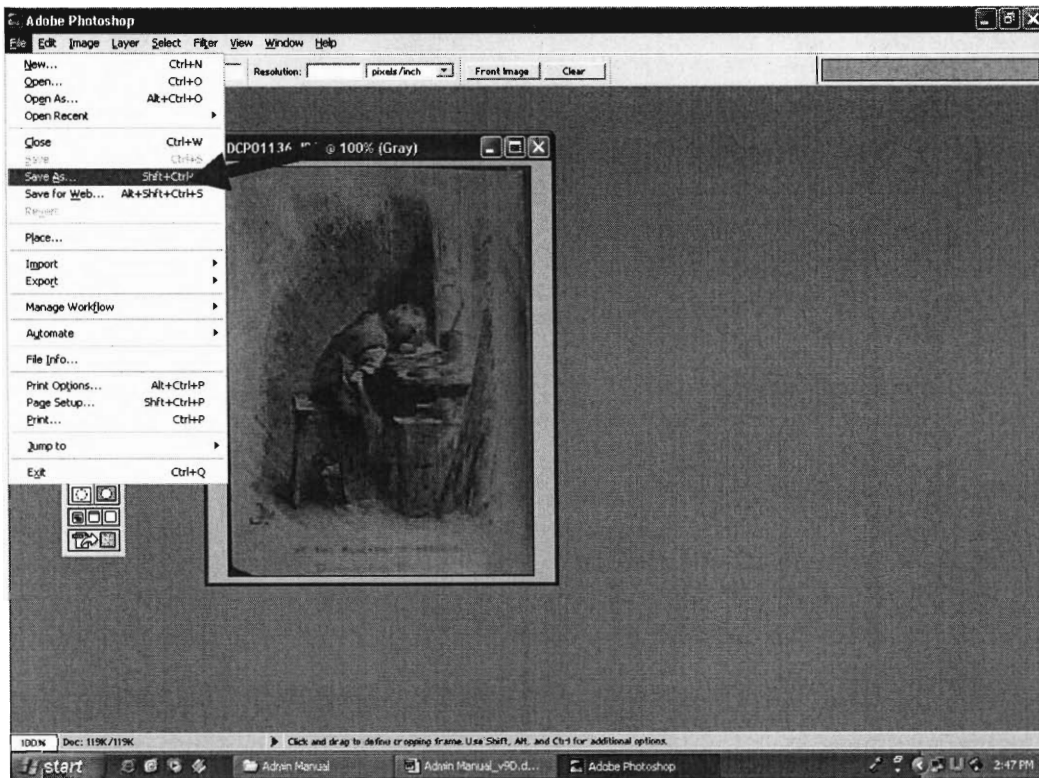 Adobe Photoshop
File Edit Image Layer Select Filter View Window Help
Resolution: pixels/inch Front Image Clear
New... Ctrl+N
Open... Ctrl+O
Open As... Alt+Ctrl+O
Open Recent
Close Ctrl+W
Save Ctrl+S
Save As... Shft+Ctrl+
Save for Web... Alt+Shft+Ctrl+S
Revert
Place...
Import
Export
Manage Workflow
Automate
File Info...
Print Options... Alt+Ctrl+P
Page Setup... Shft+Ctrl+P
Print... Ctrl+P
Jump to
Exit Ctrl+Q
DCP01136 @ 100% (Gray)
100% Doc: 119K/119K Click and drag to define cropping frame. Use Shift, Alt, and Ctrl for additional options.
start Admin Manual Admin Manual_v9D.d... Adobe Photoshop 2:47 PM